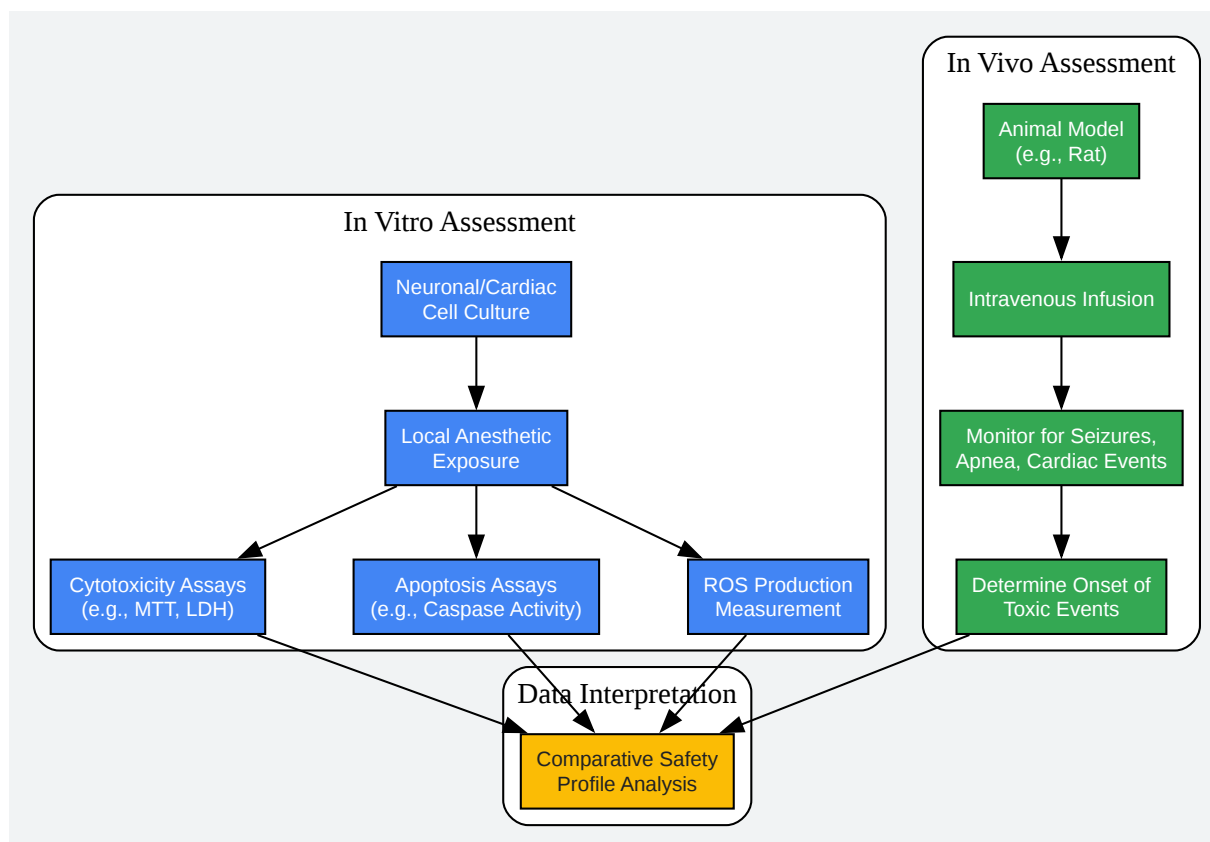 In Vitro Assessment
Neuronal/Cardiac
Cell Culture
Local Anesthetic
Exposure
Cytotoxicity Assays
(e.g., MTT, LDH)
Apoptosis Assays
(e.g., Caspase Activity)
ROS Production
Measurement
In Vivo Assessment
Animal Model
(e.g., Rat)
Intravenous Infusion
Monitor for Seizures,
Apnea, Cardiac Events
Determine Onset of
Toxic Events
Data Interpretation
Comparative Safety
Profile Analysis